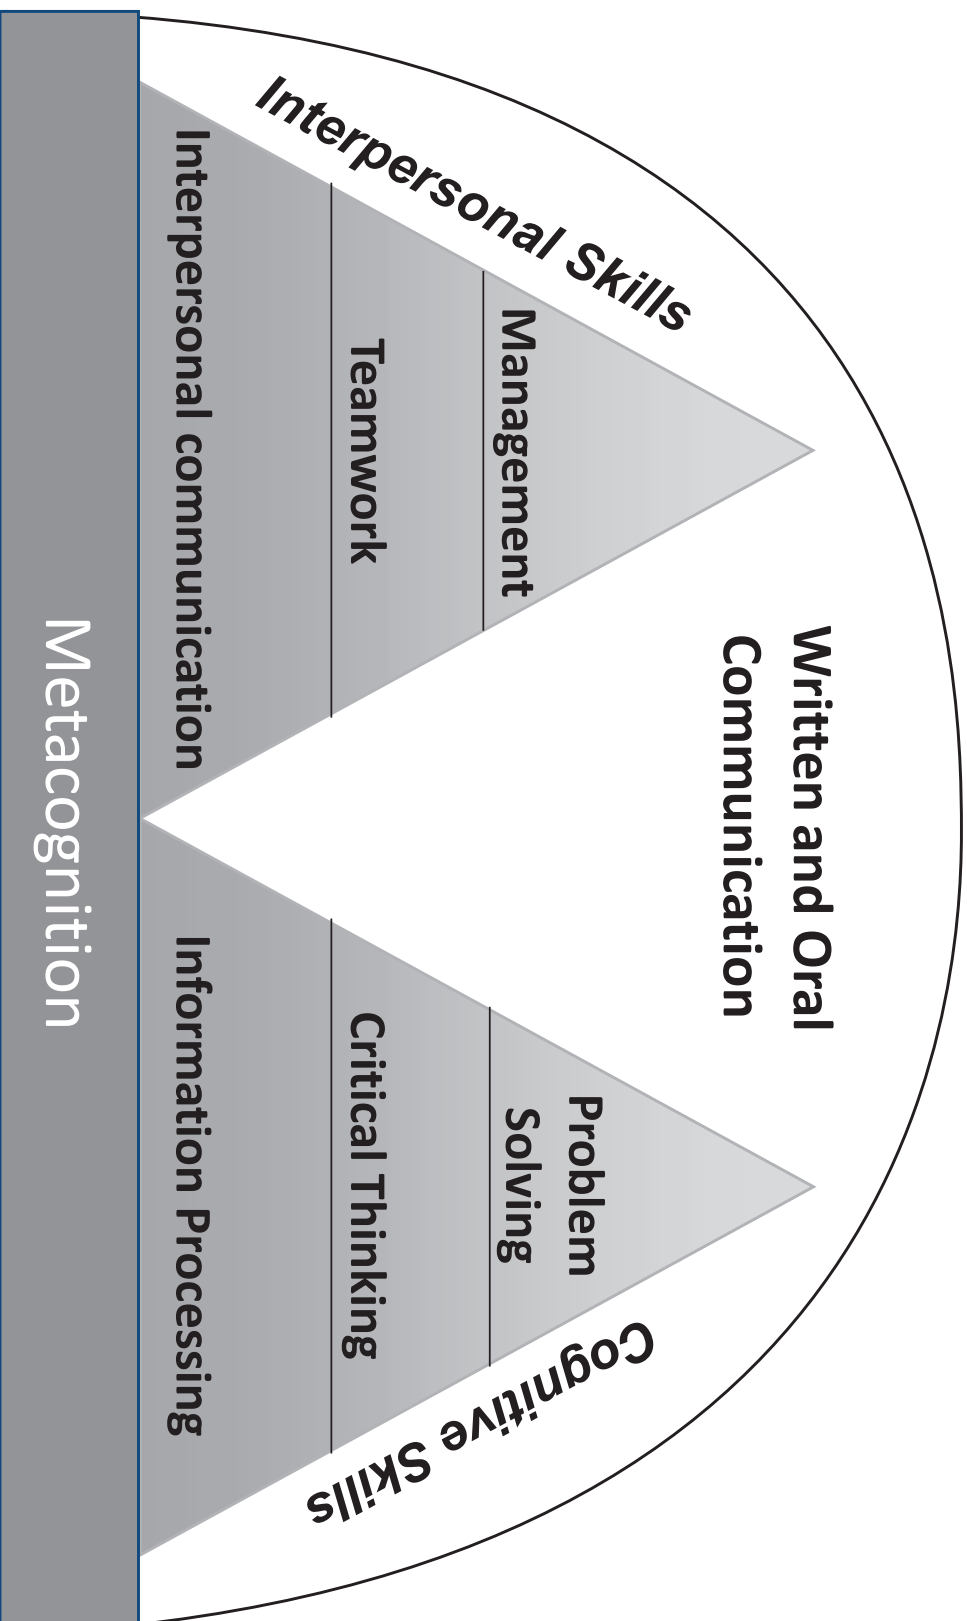 Written and Oral
Communication
Interpersonal Skills
Management
Teamwork
Interpersonal communication
Cognitive Skills
Problem
Solving
Critical Thinking
Information Processing
Metacognition